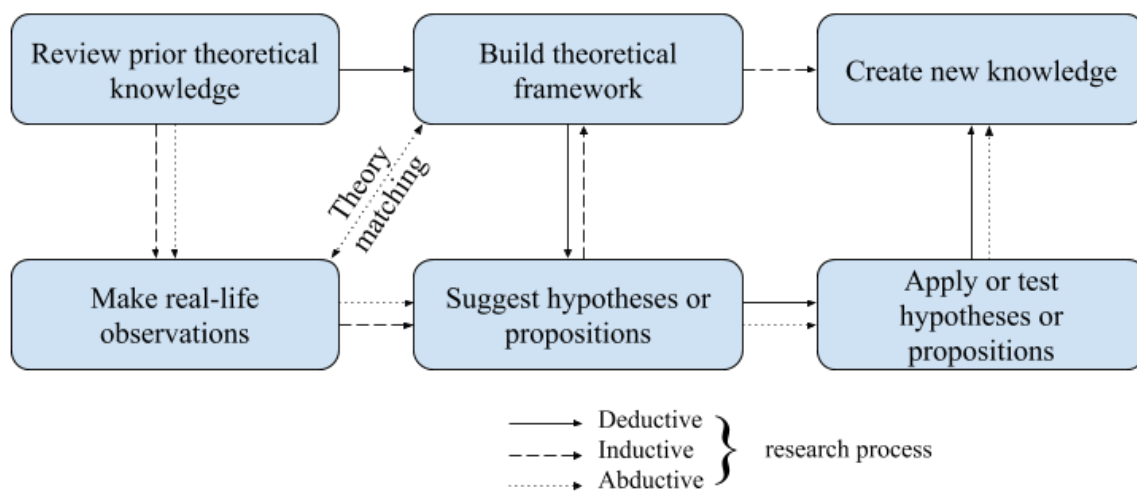 Review prior theoretical
knowledge
Build theoretical
framework
Create new knowledge
Theory
matching
Make real-life
observations
Suggest hypotheses or
propositions
Apply or test
hypotheses or
propositions
Deductive
Inductive
Abductive
research process